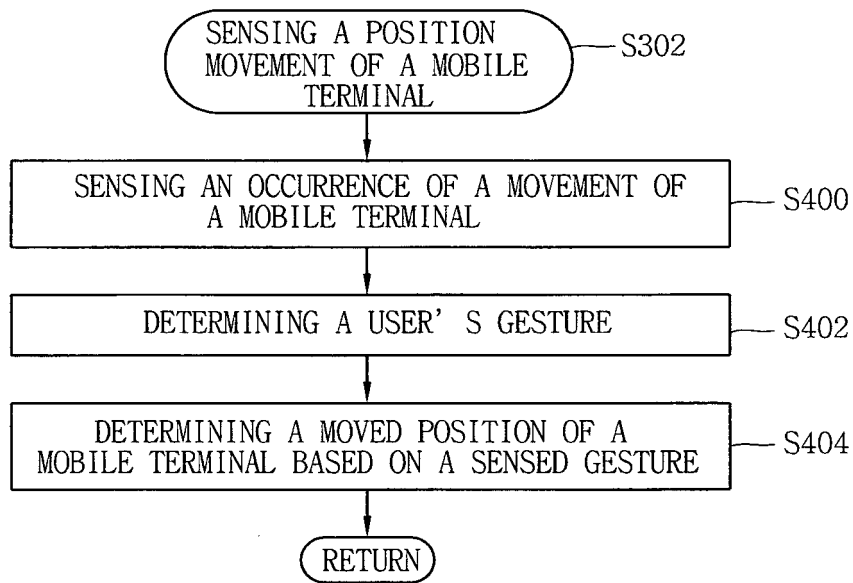 SENSING A POSITION
MOVEMENT OF A MOBILE
TERMINAL
S302
SENSING AN OCCURRENCE OF A MOVEMENT OF
A MOBILE TERMINAL
S400
DETERMINING A USER' S GESTURE
S402
DETERMINING A MOVED POSITION OF A
MOBILE TERMINAL BASED ON A SENSED GESTURE
S404
RETURN